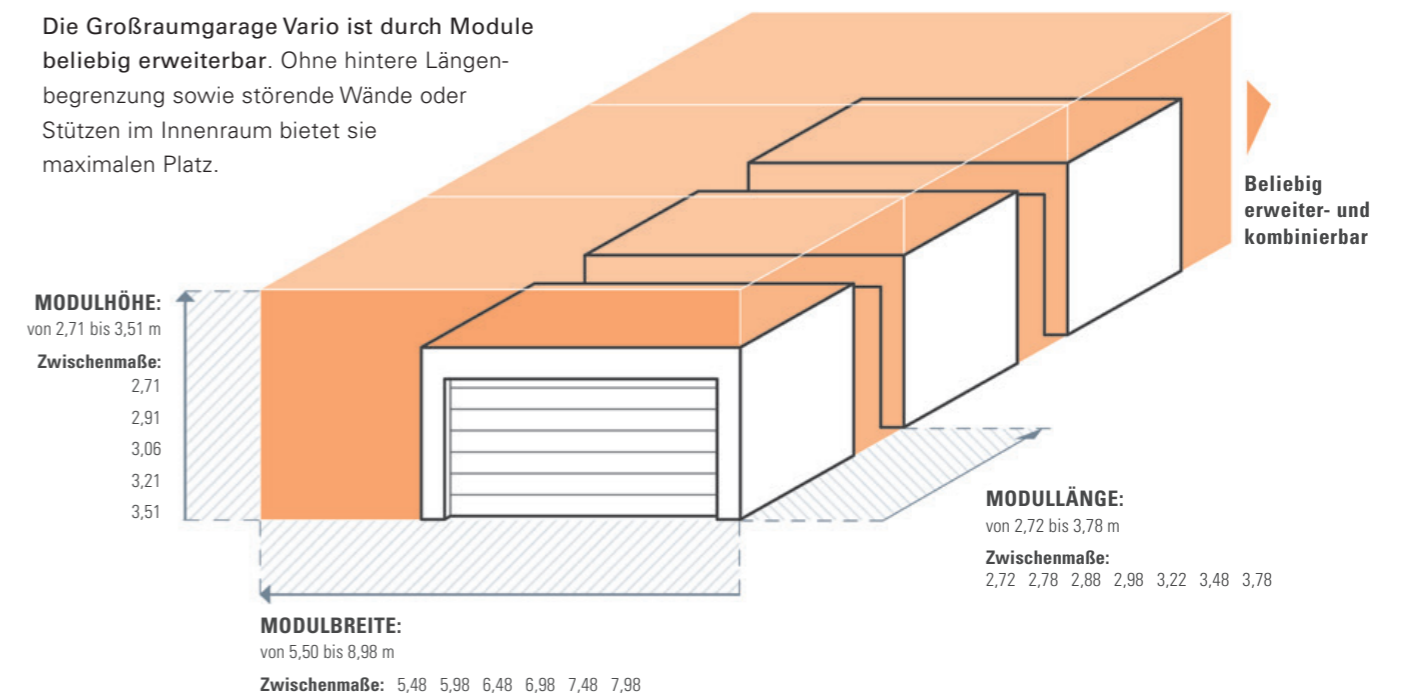 Die Großraumgarage Vario ist durch Module
beliebig erweiterbar. Ohne hintere Längen-
begrenzung sowie störende Wände oder
Stützen im Innenraum bietet sie
maximalen Platz.
Beliebig
erweiter- und
kombinierbar
MODULHÖHE:
von 2,71 bis 3,51 m
Zwischenmaße:
2,71
2,91
3,06
3,21
3,51
MODULLÄNGE:
von 2,72 bis 3,78 m
Zwischenmaße:
2,72 2,78 2,88 2,98 3,22 3,48 3,78
MODULBREITE:
von 5,50 bis 8,98 m
Zwischenmaße: 5,48 5,98 6,48 6,98 7,48 7,98